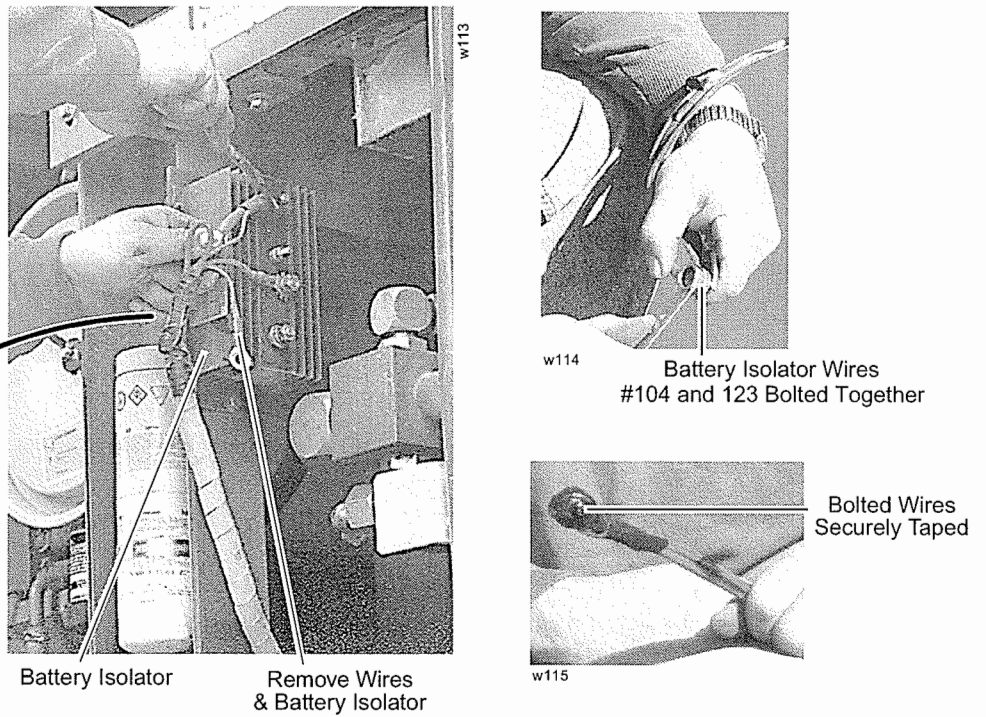 w113
Battery Isolator
Remove Wires
& Battery Isolator
w114
Battery Isolator Wires
#104 and 123 Bolted Together
Bolted Wires
Securely Taped
w115